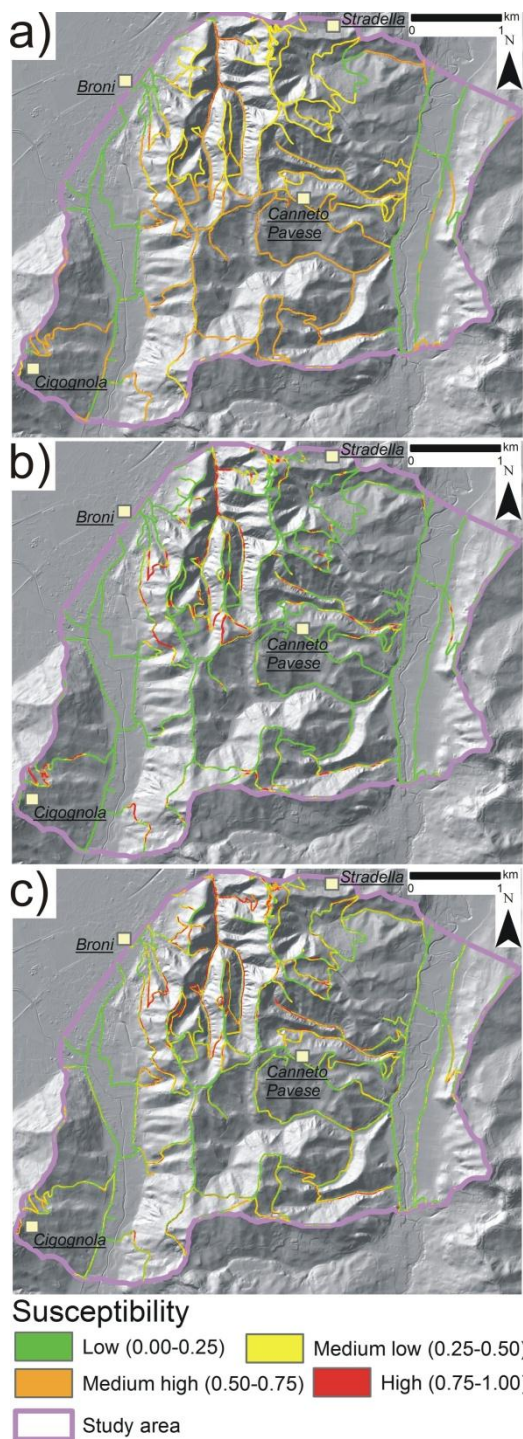 a)
Stradella
0
1
km
N
Broni
Canneto
Pavese
Cigognola
b)
Stradella
0
1
km
N
Broni
Canneto
Pavese
Cigognola
c)
Stradella
0
1
km
N
Broni
Canneto
Pavese
Cigognola
Susceptibility
Low (0.00-0.25)
Medium low (0.25-0.50)
Medium high (0.50-0.75)
High (0.75-1.00)
Study area